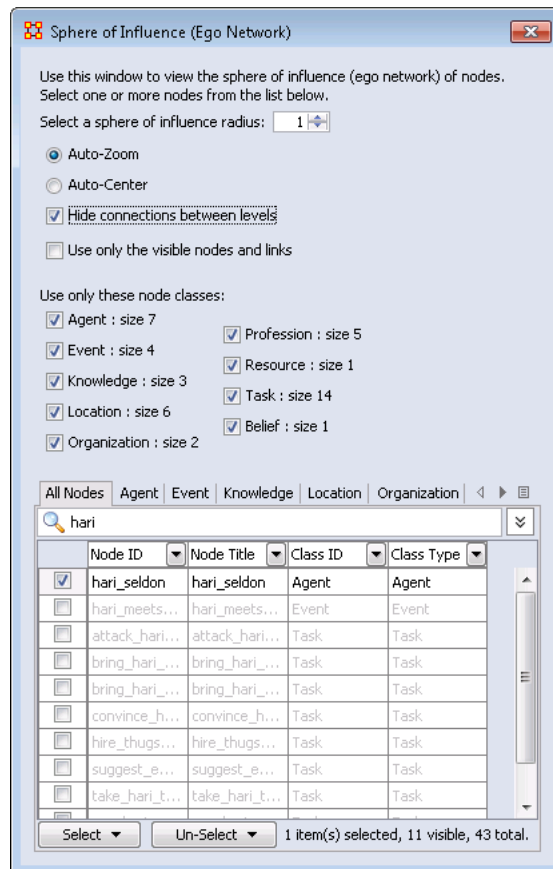 Sphere of Influence (Ego Network)
Use this window to view the sphere of influence (ego network) of nodes.
Select one or more nodes from the list below.
Select a sphere of influence radius: 1
Auto-Zoom
Auto-Center
Hide connections between levels
Use only the visible nodes and links
Use only these node classes:
Agent : size 7
Event : size 4
Knowledge : size 3
Location : size 6
Organization : size 2
Profession : size 5
Resource : size 1
Task : size 14
Belief : size 1
All Nodes Agent Event Knowledge Location Organization
hari
Node ID Node Title Class ID Class Type
hari_seldon hari_seldon Agent Agent
hari_meets... hari_meets... Event Event
attack_hari... attack_hari... Task Task
bring_hari_... bring_hari_... Task Task
bring_hari_... bring_hari_... Task Task
convince_h... convince_h... Task Task
hire_thugs... hire_thugs... Task Task
suggest_e... suggest_e... Task Task
take_hari_t... take_hari_t... Task Task
Select Un-Select 1 item(s) selected, 11 visible, 43 total.